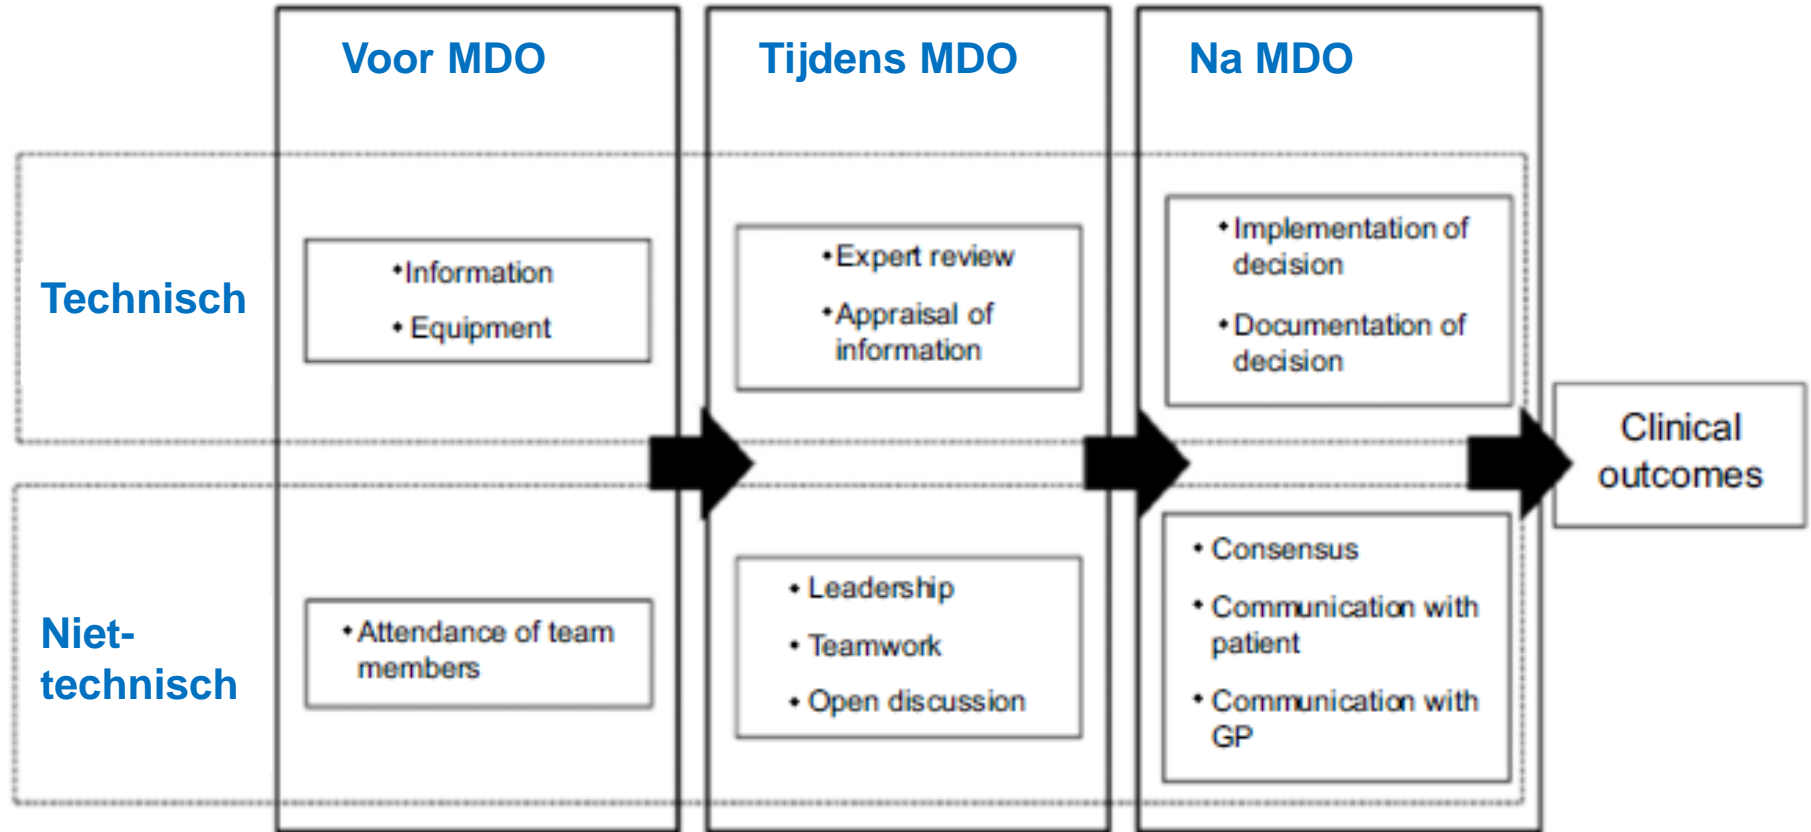 Voor MDO
Tijdens MDO
Na MDO
Technisch
•Information
• Equipment
•Expert review
•Appraisal of
information
•Implementation of
decision
•Documentation of
decision
Clinical
outcomes
Niet-
technisch
•Attendance of team
members
• Leadership
• Teamwork
• Open discussion
• Consensus
• Communication with
patient
• Communication with
GP